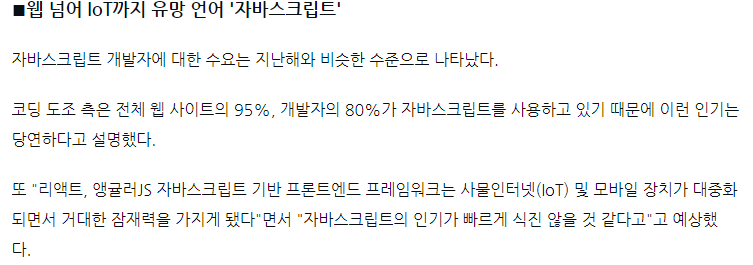 ■웹 넘어 IoT까지 유망 언어 '자바스크립트'
자바스크립트 개발자에 대한 수요는 지난해와 비슷한 수준으로 나타났다.
코딩 도조 측은 전체 웹 사이트의 95%, 개발자의 80%가 자바스크립트를 사용하고 있기 때문에 이런 인기는
당연하다고 설명했다.
또 "리액트, 앵귤러JS 자바스크립트 기반 프론트엔드 프레임워크는 사물인터넷(IoT) 및 모바일 장치가 대중화
되면서 거대한 잠재력을 가지게 됐다"면서 "자바스크립트의 인기가 빠르게 식진 않을 것 같다고"고 예상했
다.